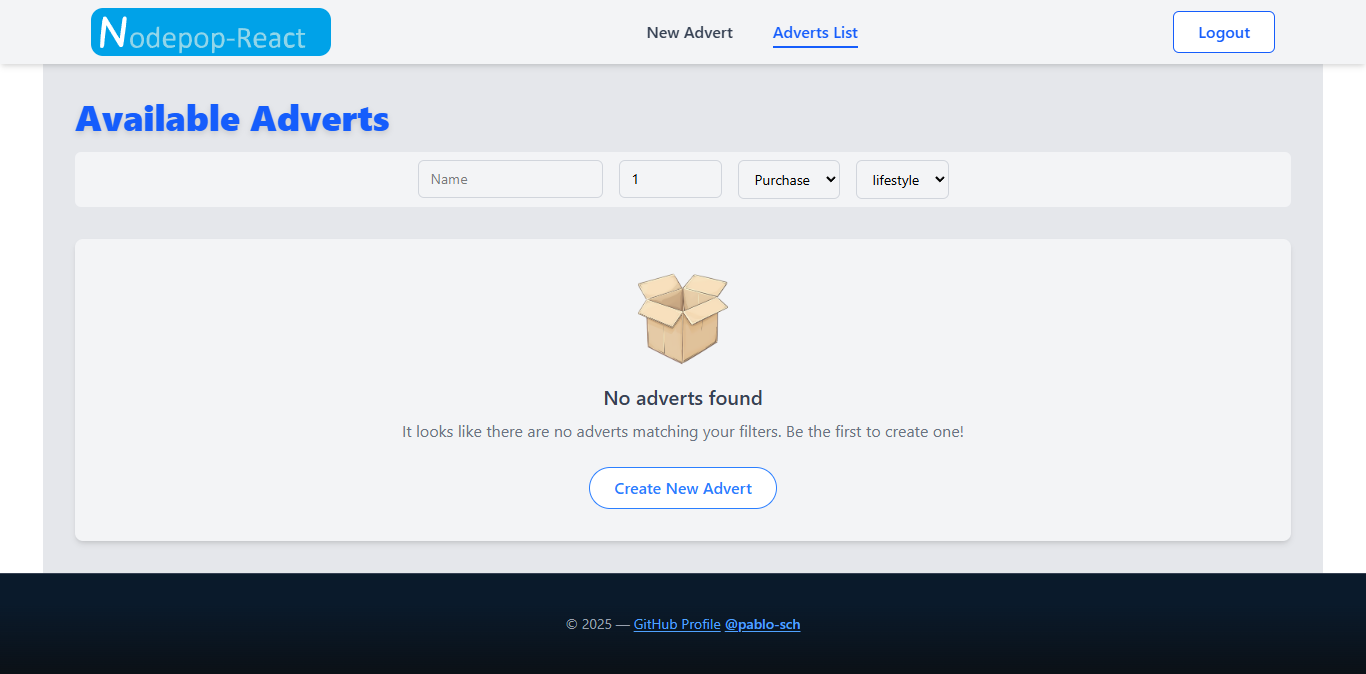 Nodepop-React
New Advert Adverts List
Logout
Available Adverts
Name 1 Purchase lifestyle
No adverts found
It looks like there are no adverts matching your filters. Be the first to create one!
Create New Advert
© 2025 — GitHub Profile @pablo-sch